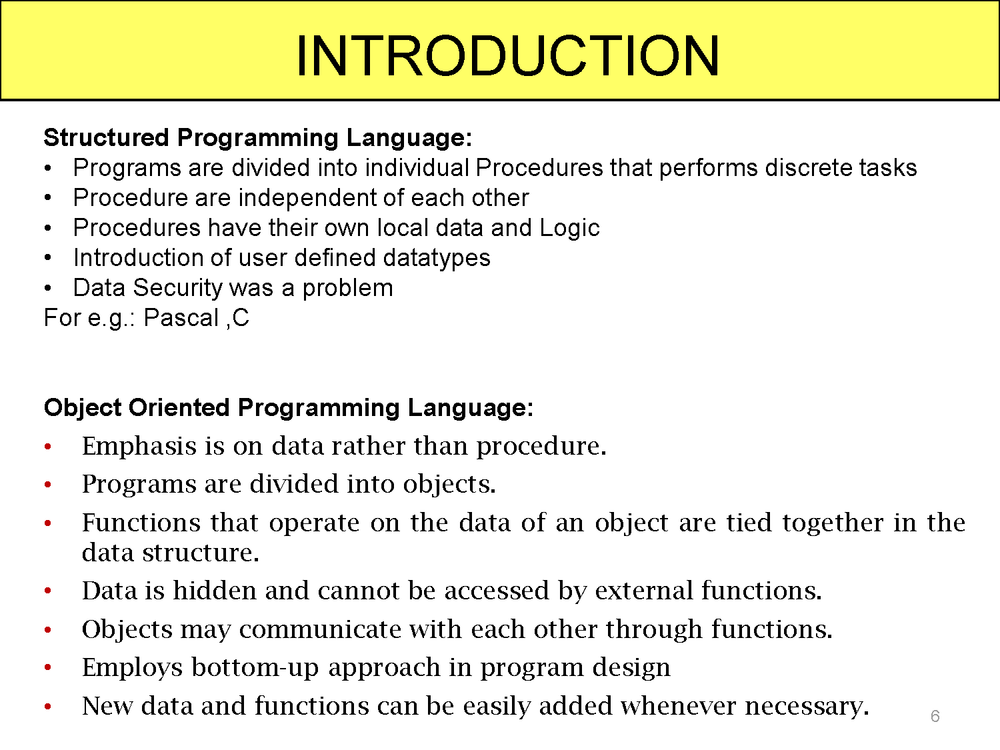 INTRODUCTION
Structured Programming Language:
• Programs are divided into individual Procedures that performs discrete tasks
• Procedure are independent of each other
• Procedures have their own local data and Logic
• Introduction of user defined datatypes
• Data Security was a problem
For e.g.: Pascal ,C
Object Oriented Programming Language:
• Emphasis is on data rather than procedure.
• Programs are divided into objects.
• Functions that operate on the data of an object are tied together in the
data structure.
• Data is hidden and cannot be accessed by external functions.
• Objects may communicate with each other through functions.
• Employs bottom-up approach in program design
• New data and functions can be easily added whenever necessary.
6